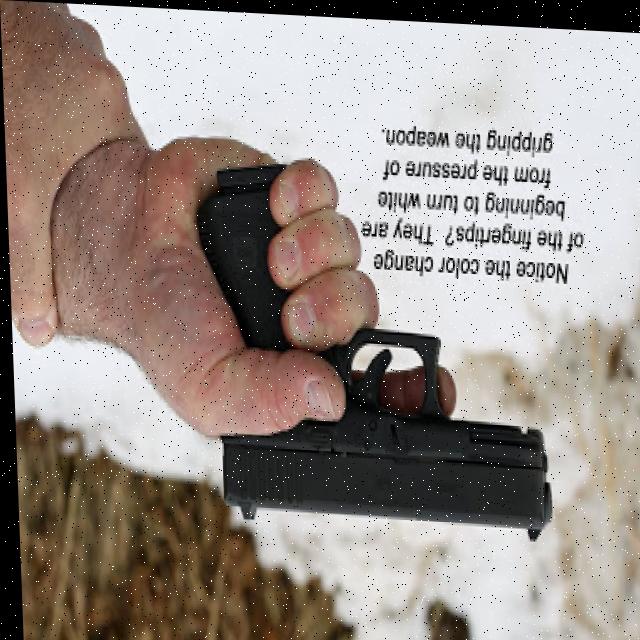 Notice the color change
of the fingertips? They are
beginning to turn white
from the pressure of
gripping the weapon.